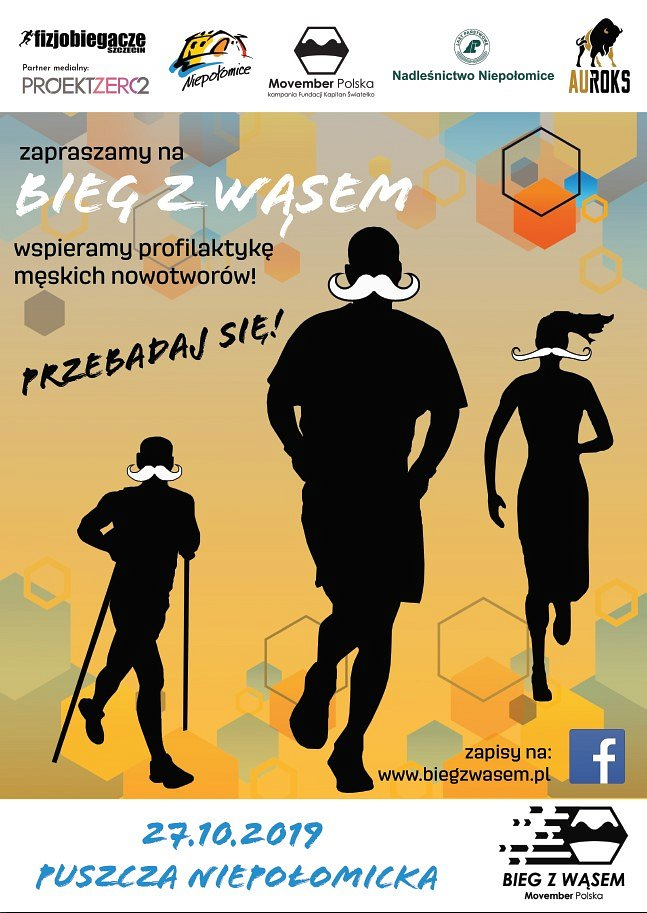 #fizjobiegacze
SZCZECIN
Partner medialny:
PROJEKTZERO2
Niepołomice
Movember Polska
kampania Fundacji Kapitan Światełko
LASY PAŃSTWOWE
Nadleśnictwo Niepołomice
AUROKS
zapraszamy na
BIEG Z WĄSEM
wspieramy profilaktykę
męskich nowotworów!
PRZEBADAJ SIĘ!
zapisy na:
www.biegzwasem.pl
f
27.10.2019
PUSZCZA NIEPOŁOMICKA
BIEG Z WĄSEM
Movember Polska